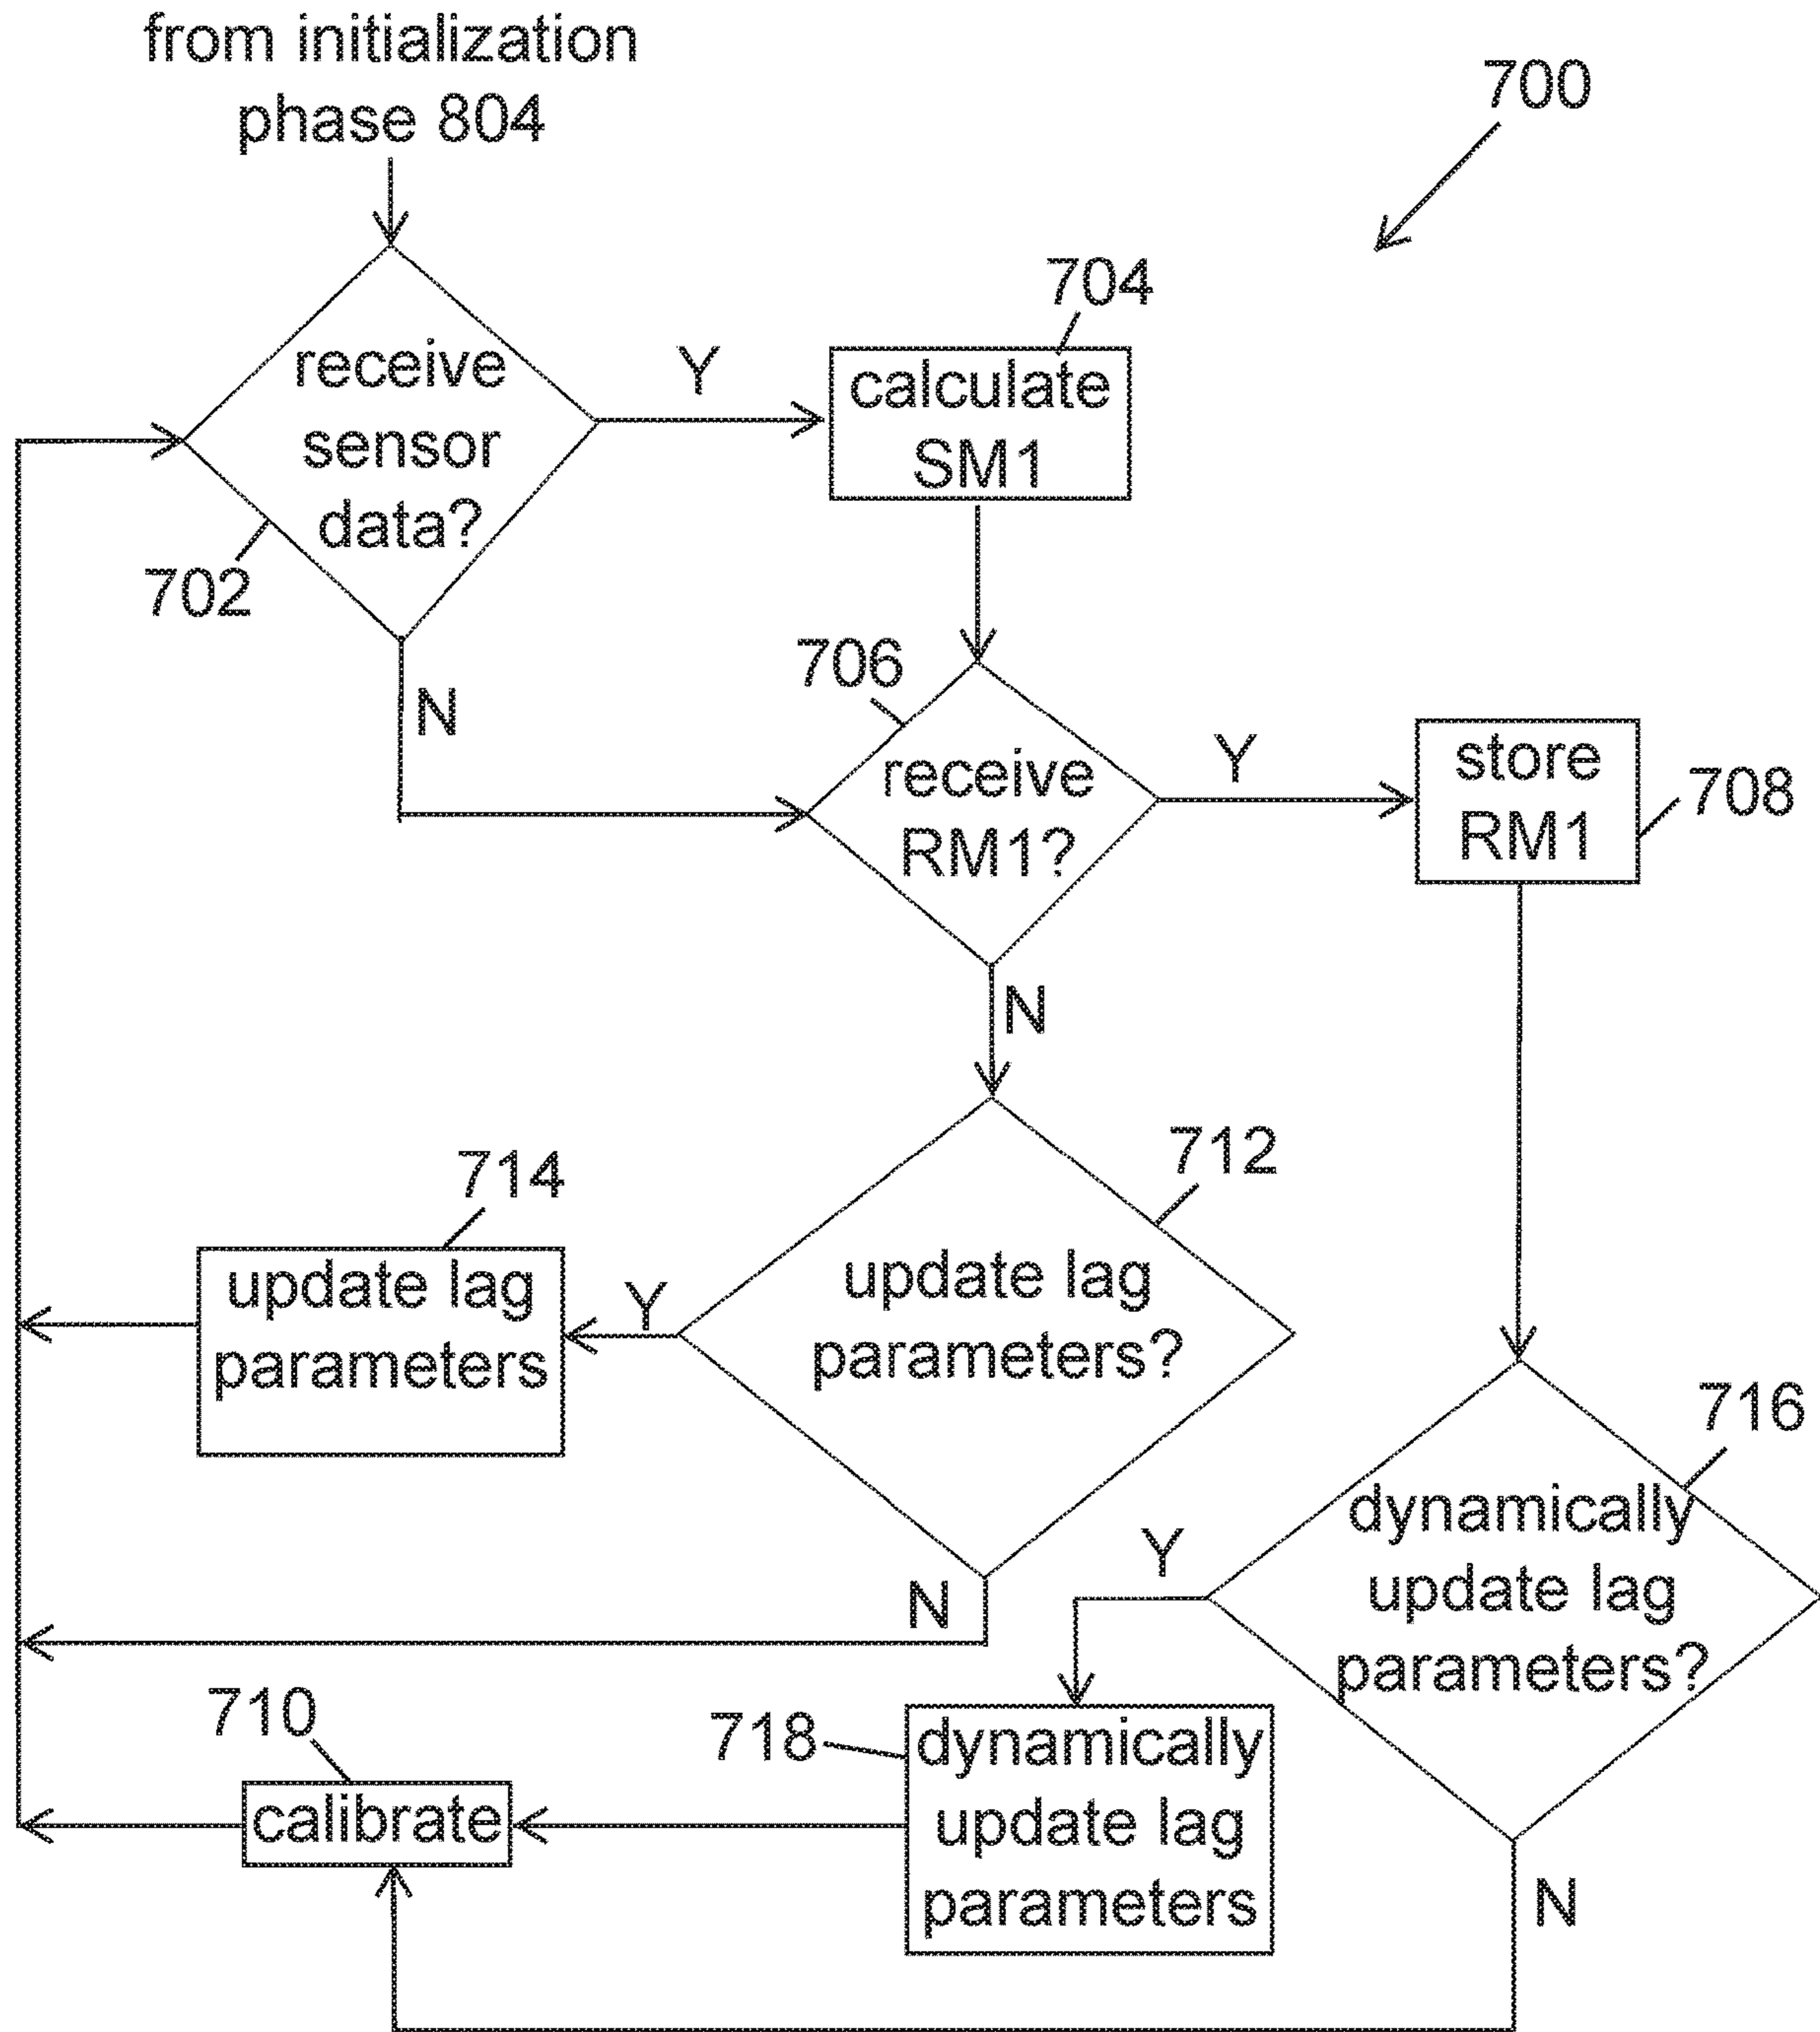 from initialization
phase 804
700
704
receive
sensor
data?
Y
calculate
SM1
702
706
N
receive
RM1?
Y
store
RM1
708
N
712
714
update lag
parameters
Y
update lag
parameters?
716
dynamically
update lag
parameters?
Y
N
710
718
dynamically
update lag
parameters
calibrate
N